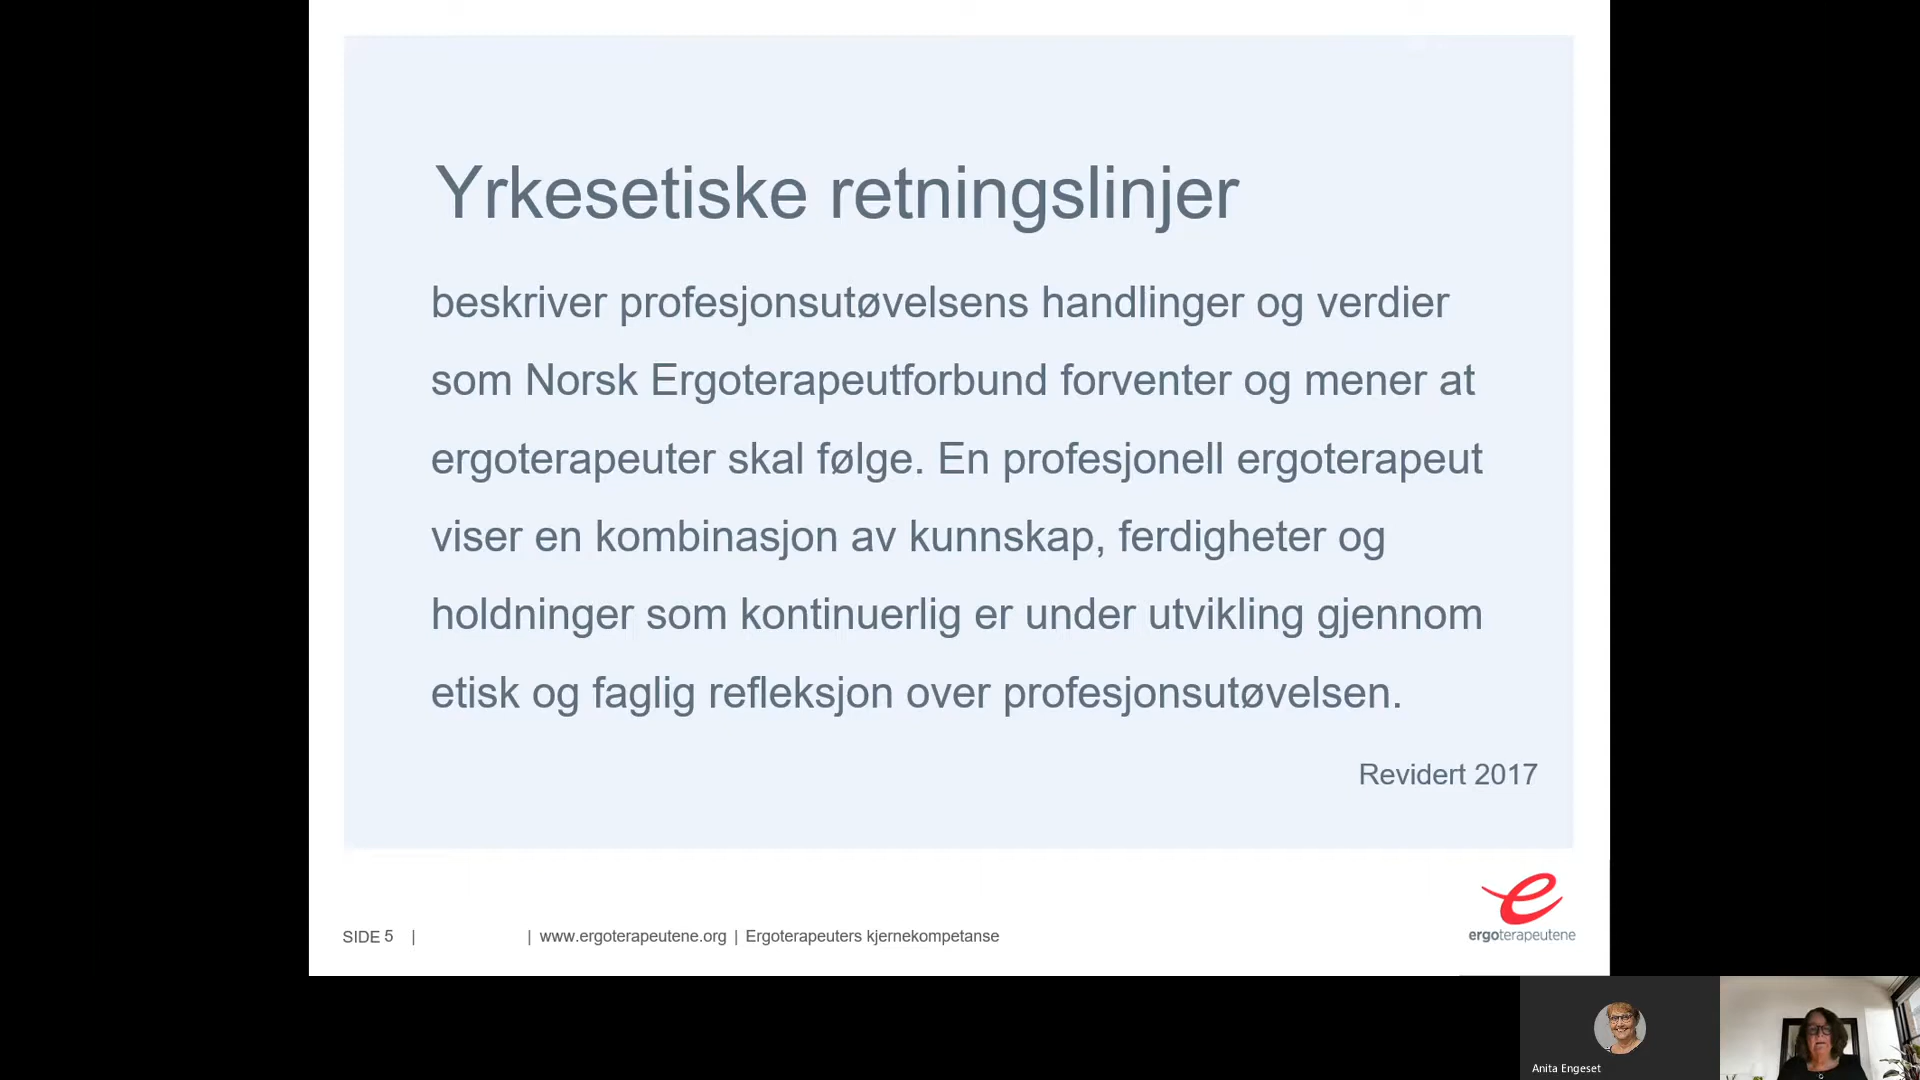 Yrkesetiske retningslinjer
beskriver profesjonsutøvelsens handlinger og verdier
som Norsk Ergoterapeutforbund forventer og mener at
ergoterapeuter skal følge. En profesjonell ergoterapeut
viser en kombinasjon av kunnskap, ferdigheter og
holdninger som kontinuerlig er under utvikling gjennom
etisk og faglig refleksjon over profesjonsutøvelsen.
Revidert 2017
SIDE 5 | | www.ergoterapeutene.org | Ergoterapeuters kjernekompetanse
ergoterapeutene
Anita Engeset